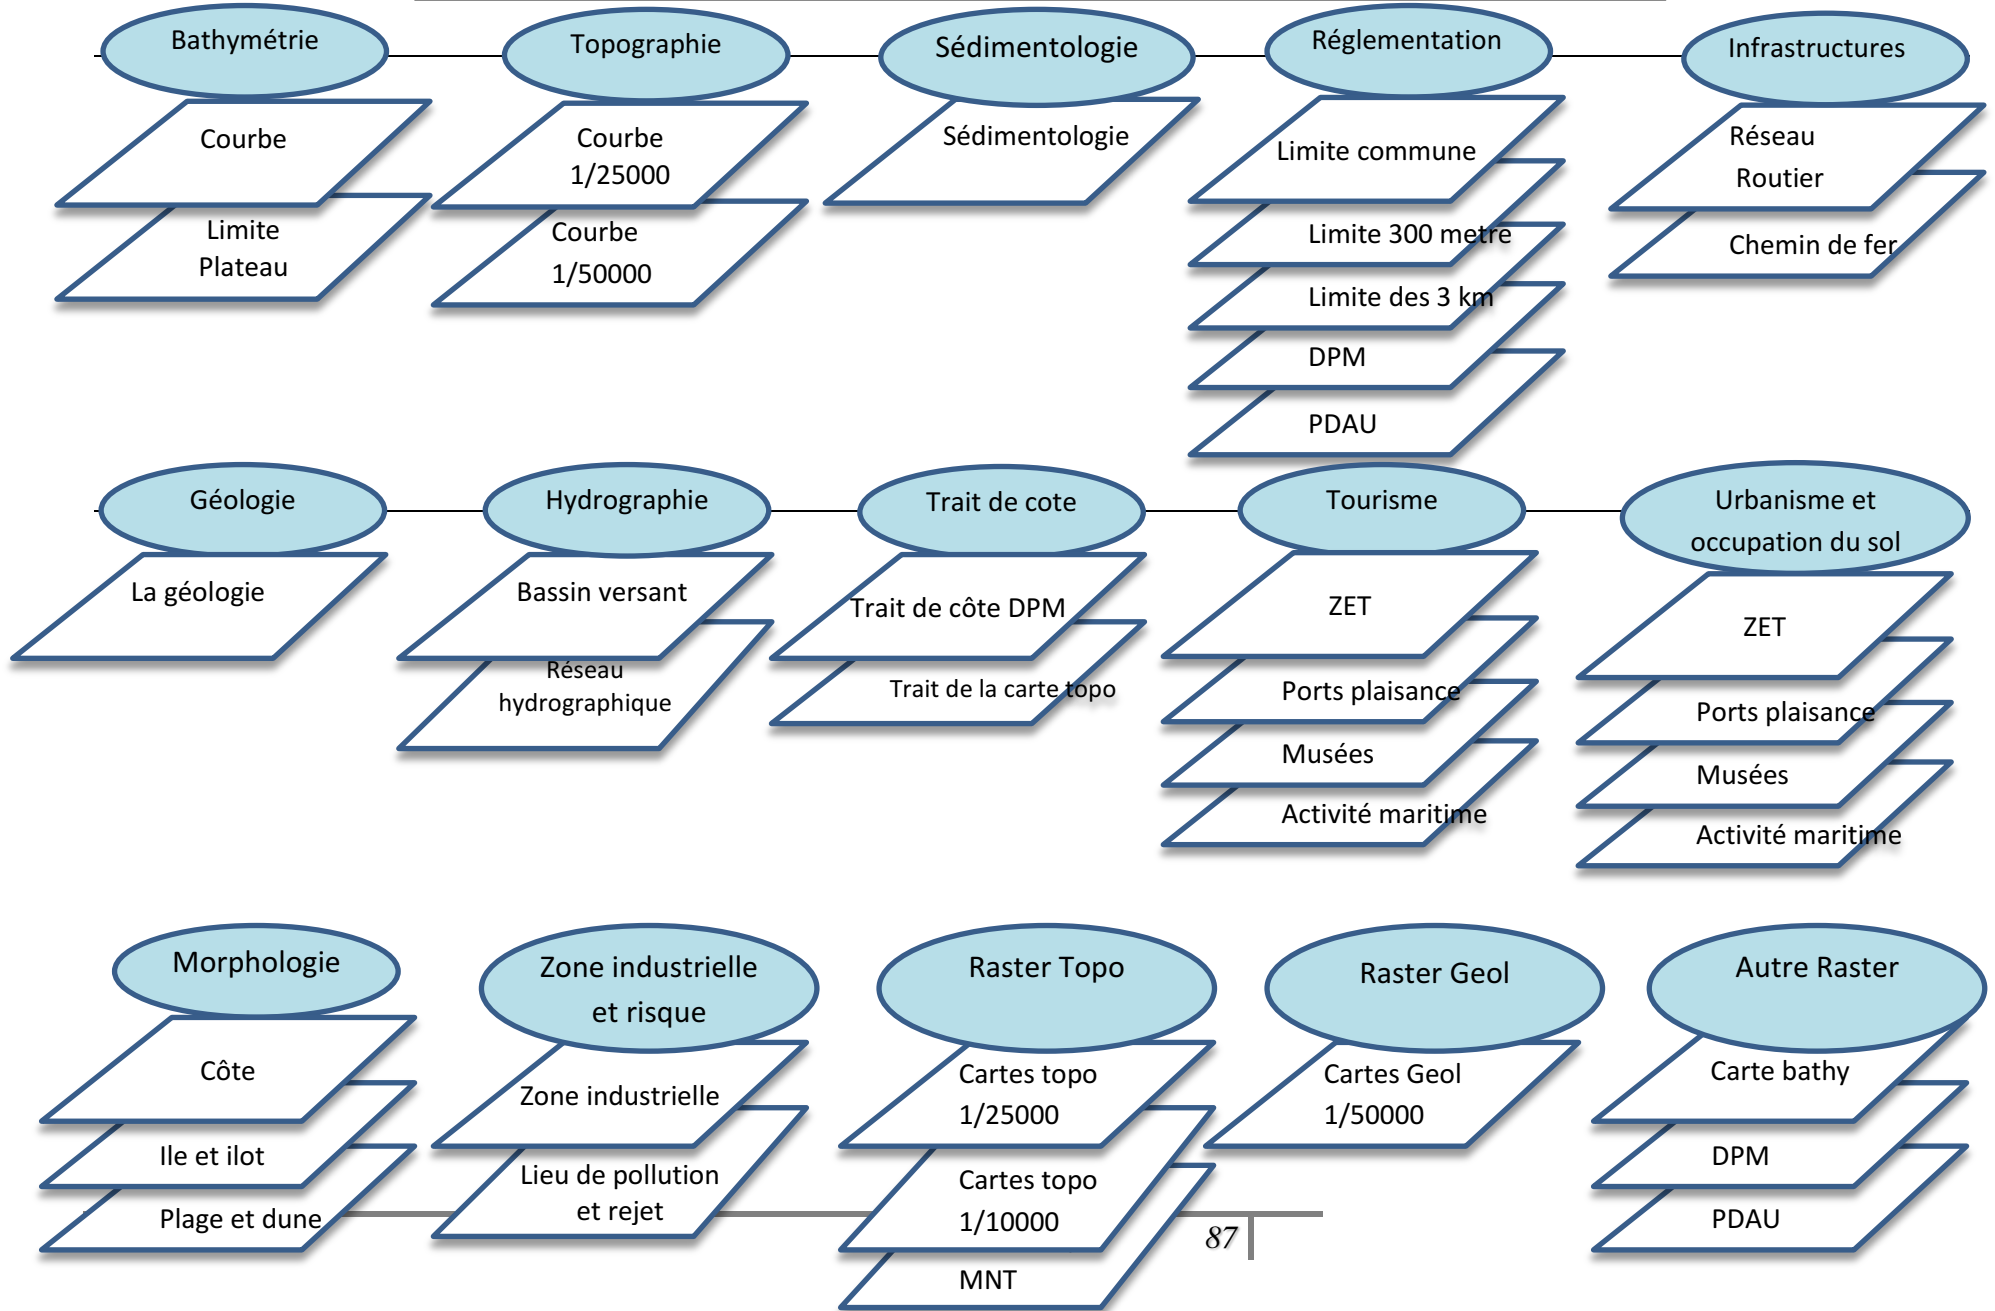 Bathymétrie
Topographie
Sédimentologie
Réglementation
Infrastructures
Courbe
Limite
Plateau
Courbe
1/25000
Courbe
1/50000
Sédimentologie
Limite commune
Limite 300 metre
Limite des 3 km
DPM
PDAU
Réseau
Routier
Chemin de fer
Géologie
Hydrographie
Trait de cote
Tourisme
Urbanisme et
occupation du sol
La géologie
Bassin versant
Réseau
hydrographique
Trait de côte DPM
Trait de la carte topo
ZET
Ports plaisance
Musées
Activité maritime
ZET
Ports plaisance
Musées
Activité maritime
Morphologie
Zone industrielle
et risque
Raster Topo
Raster Geol
Autre Raster
Côte
Ile et ilot
Plage et dune
Zone industrielle
Lieu de pollution
et rejet
Cartes topo
1/25000
Cartes topo
1/10000
MNT
Cartes Geol
1/50000
Carte bathy
DPM
PDAU
87